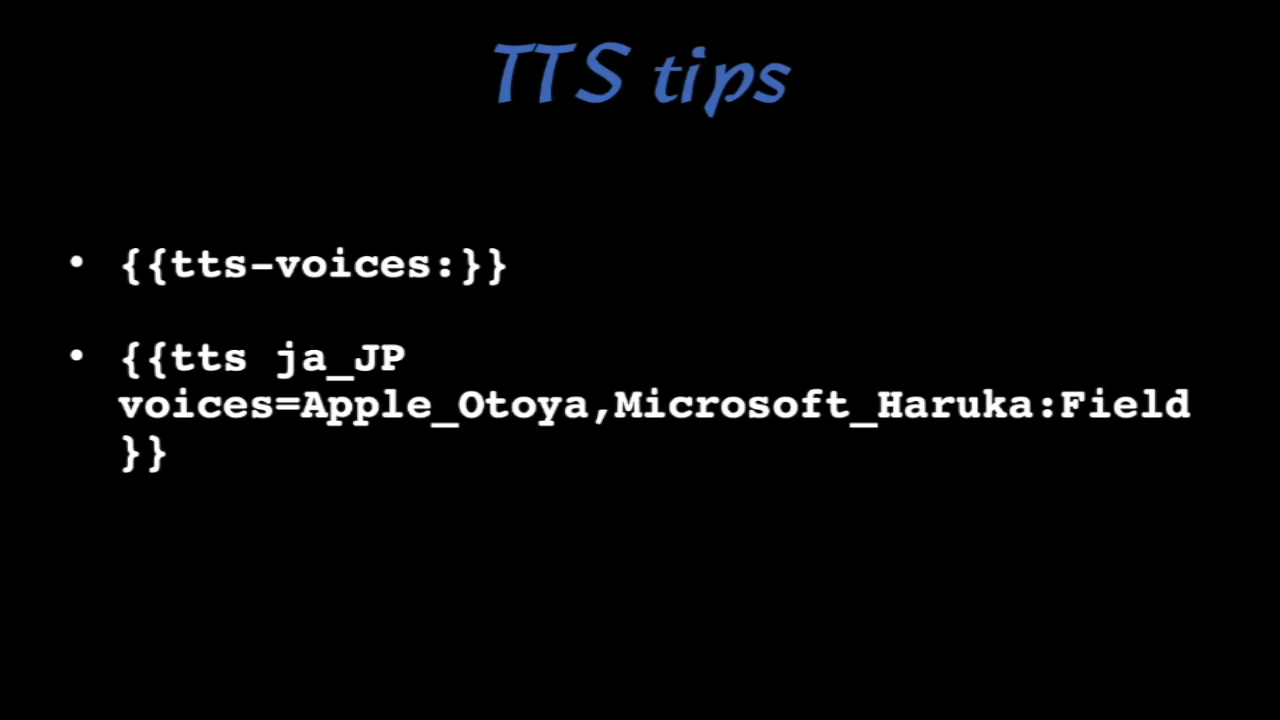 TTS tips
• {{tts-voices:}}
• {{tts ja_JP
voices=Apple_Otoya,Microsoft_Haruka:Field
}}